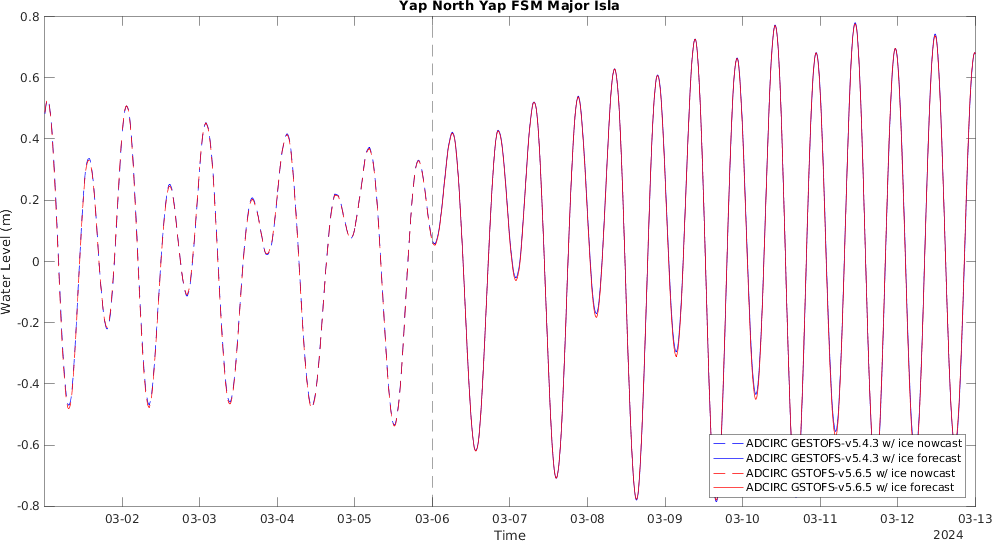 Yap North Yap FSM Major Isla
Water Level (m)
0.8
0.6
0.4
0.2
0
-0.2
-0.4
-0.6
-0.8
ADCIRC GESTOFS-v5.4.3 w/ ice nowcast
ADCIRC GESTOFS-v5.4.3 w/ ice forecast
ADCIRC GSTOFS-v5.6.5 w/ ice nowcast
ADCIRC GSTOFS-v5.6.5 w/ ice forecast
03-02 03-03 03-04 03-05 03-06 03-07 03-08 03-09 03-10 03-11 03-12 03-13
Time
2024